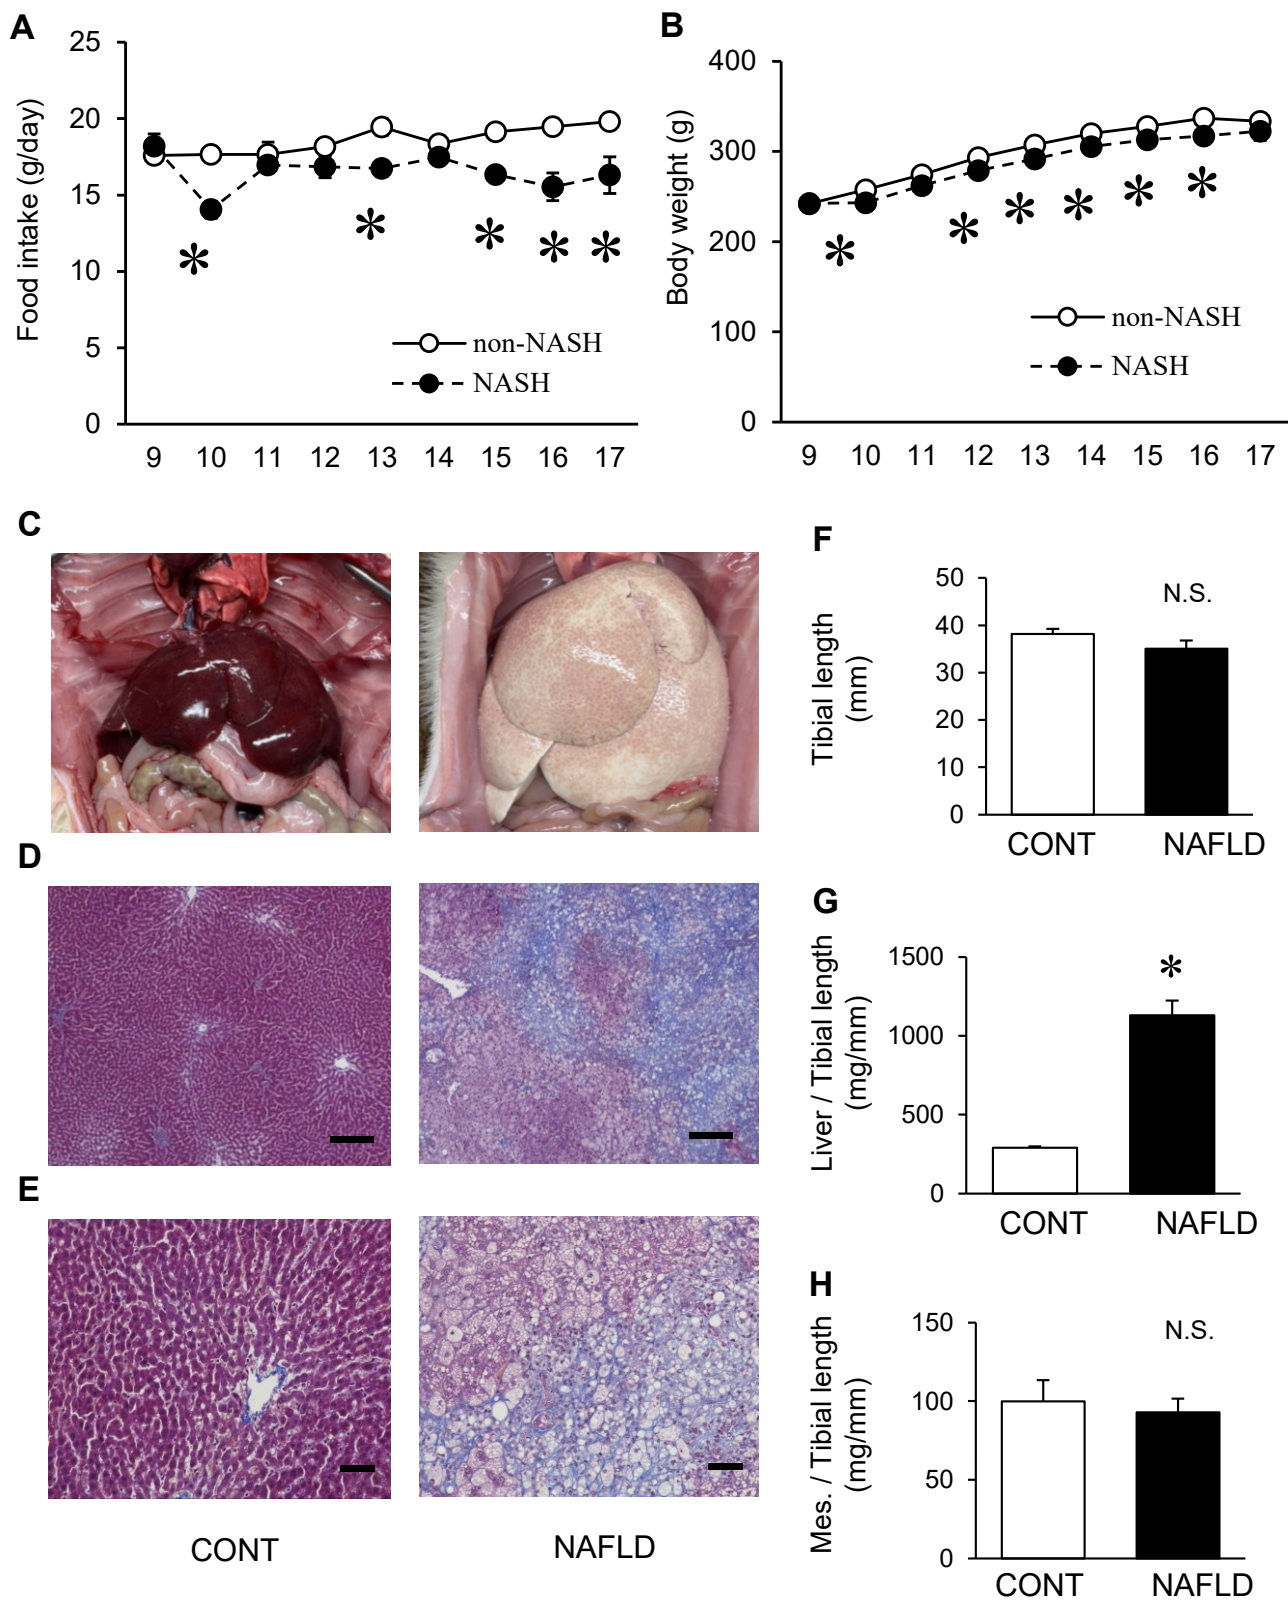 A
Food intake (g/day)
25
20
15
10
5
0
* * * * *
non-NASH
NASH
9 10 11 12 13 14 15 16 17
B
Body weight (g)
400
300
200
100
0
* * * * * *
non-NASH
NASH
9 10 11 12 13 14 15 16 17
C
D
E
CONT NAFLD
F
Tibial length
(mm)
50
40
30
20
10
0
N.S.
CONT NAFLD
G
Liver / Tibial length
(mg/mm)
1500
1000
500
0
*
CONT NAFLD
H
Mes. / Tibial length
(mg/mm)
150
100
50
0
N.S.
CONT NAFLD